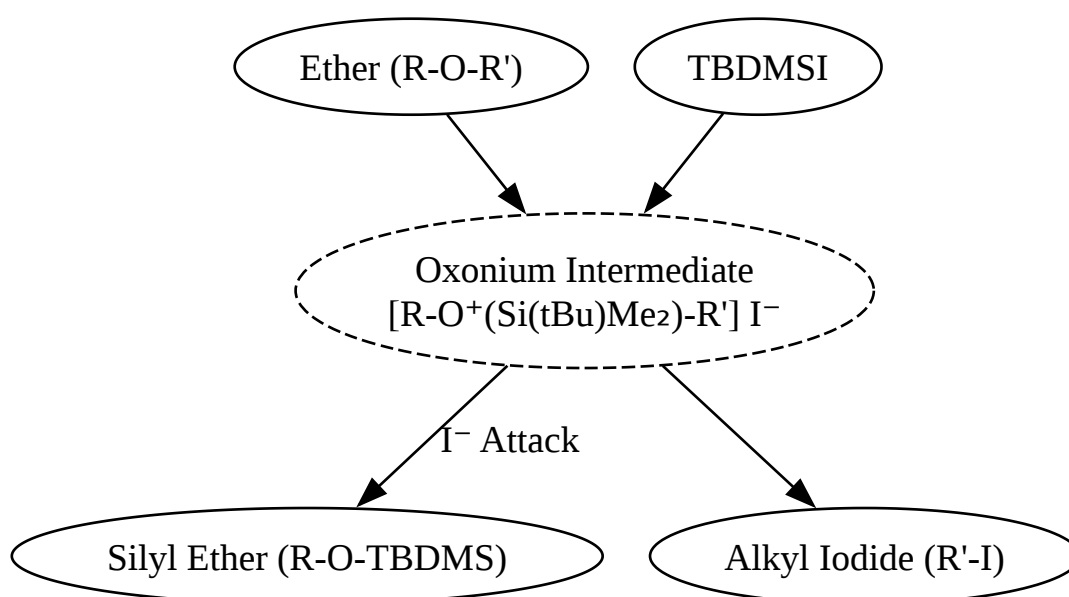 Ether (R-O-R')
TBDMSI
Oxonium Intermediate
[R-O⁺(Si(tBu)Me₂)-R'] I⁻
I⁻ Attack
Silyl Ether (R-O-TBDMS)
Alkyl Iodide (R'-I)